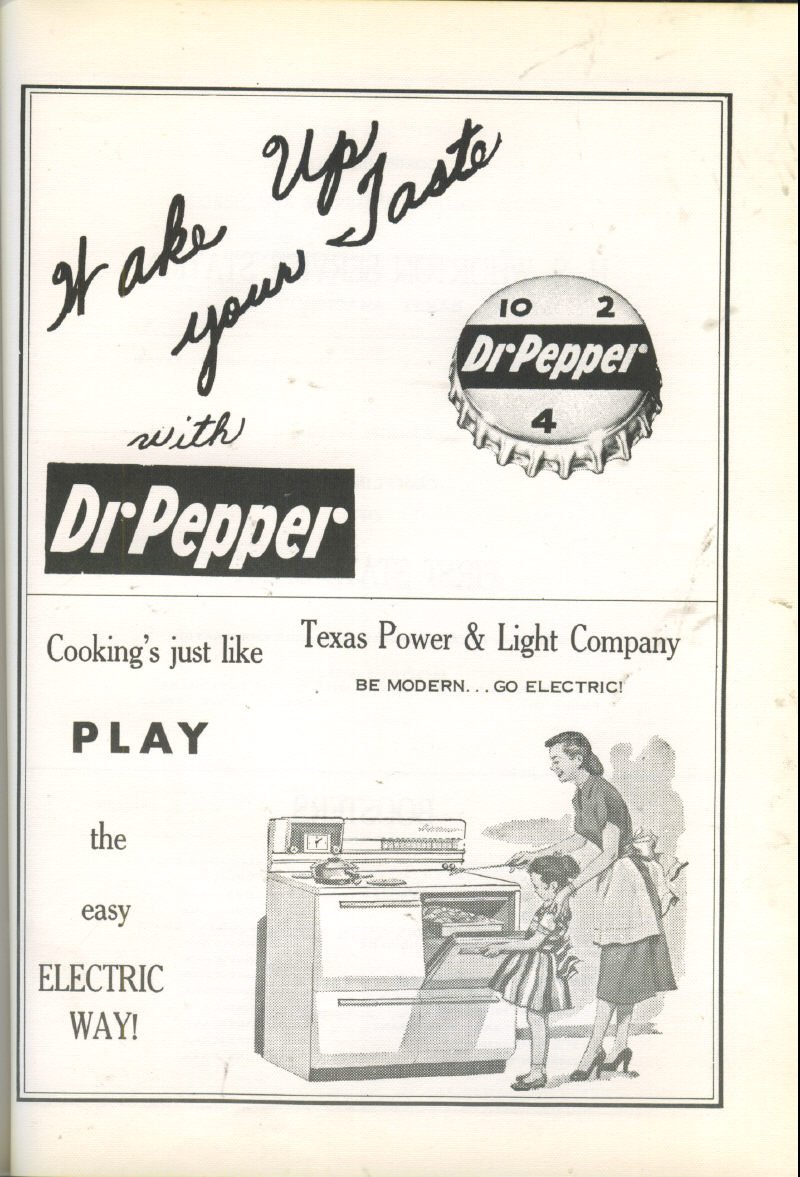 Wake Up
your Taste
with
Dr Pepper
10 2
Dr Pepper
4
Cooking's just like
PLAY
the
easy
ELECTRIC
WAY!
Texas Power & Light Company
BE MODERN...GO ELECTRIC!